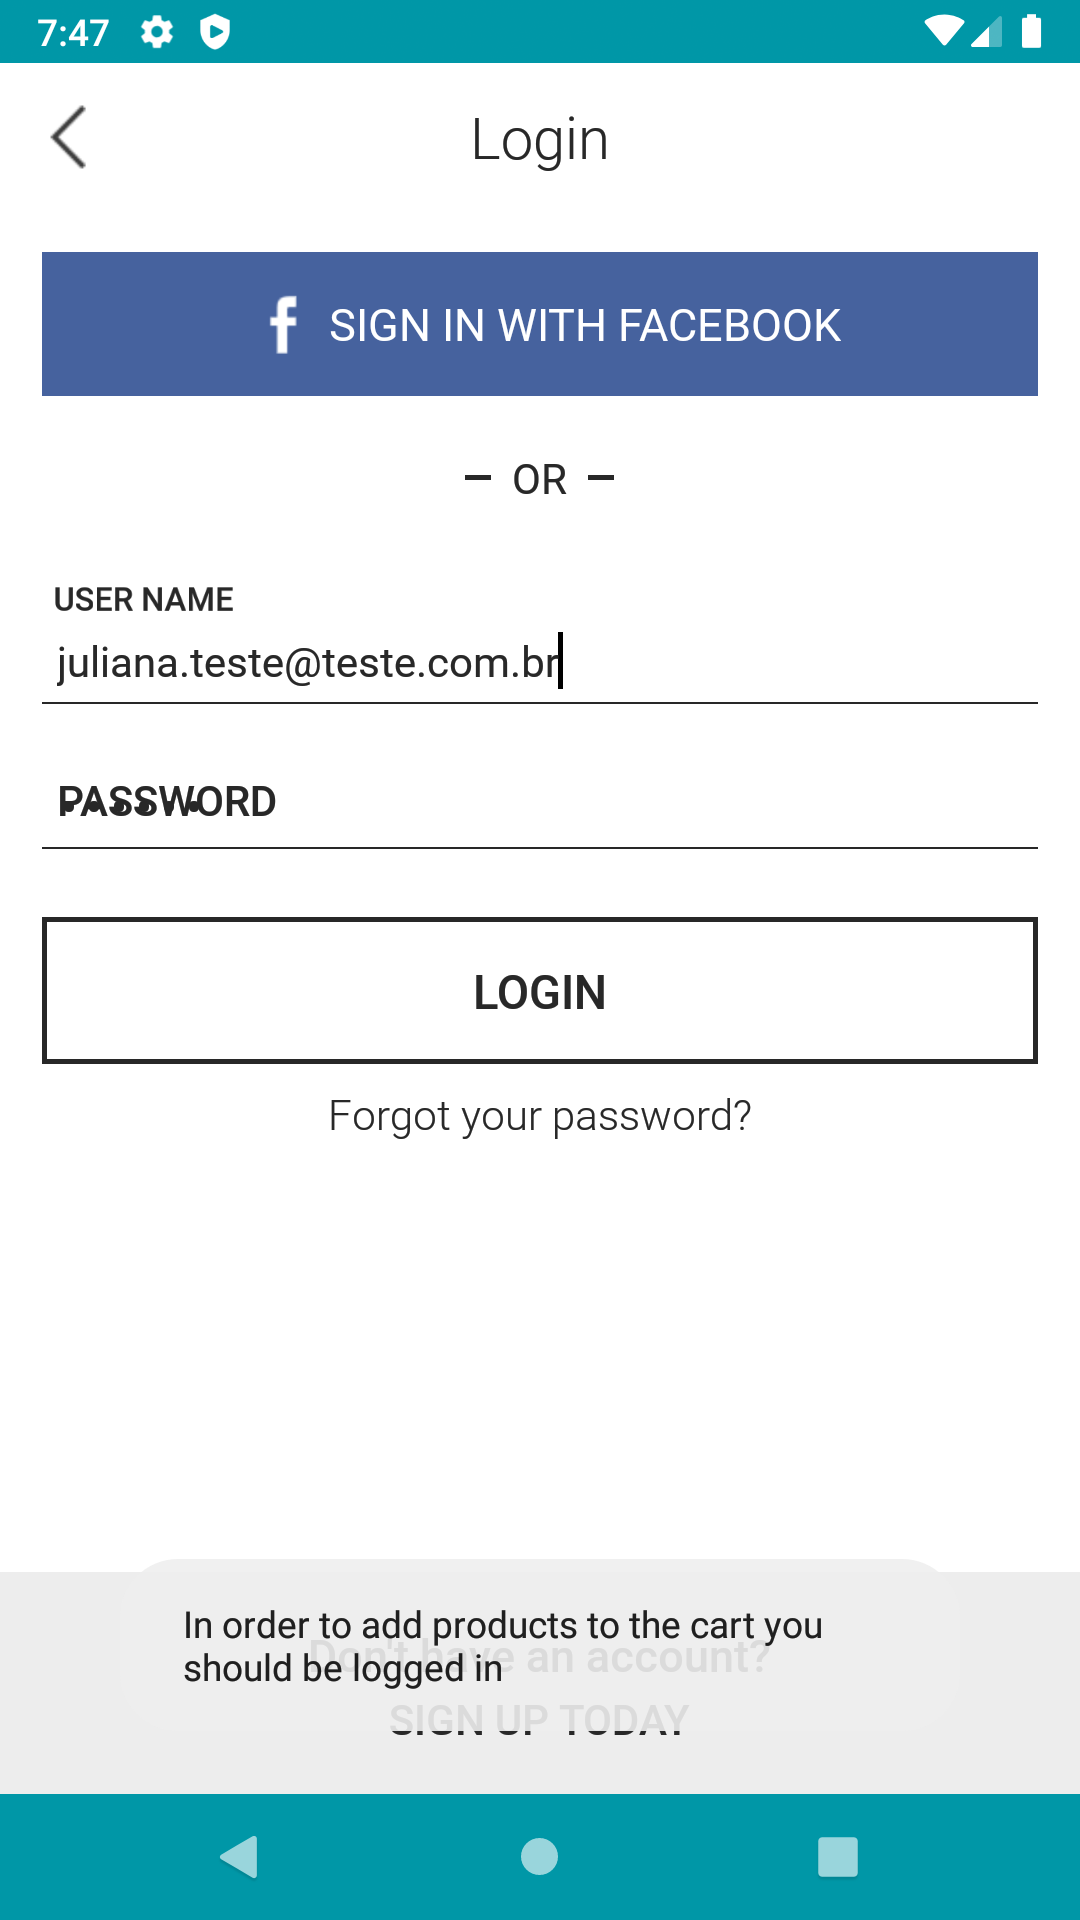 7:47
Login
f SIGN IN WITH FACEBOOK
– OR –
USER NAME
juliana.teste@teste.com.br
PASSWORD
••••••
LOGIN
Forgot your password?
In order to add products to the cart you
should be logged in
Don't have an account?
SIGN UP TODAY